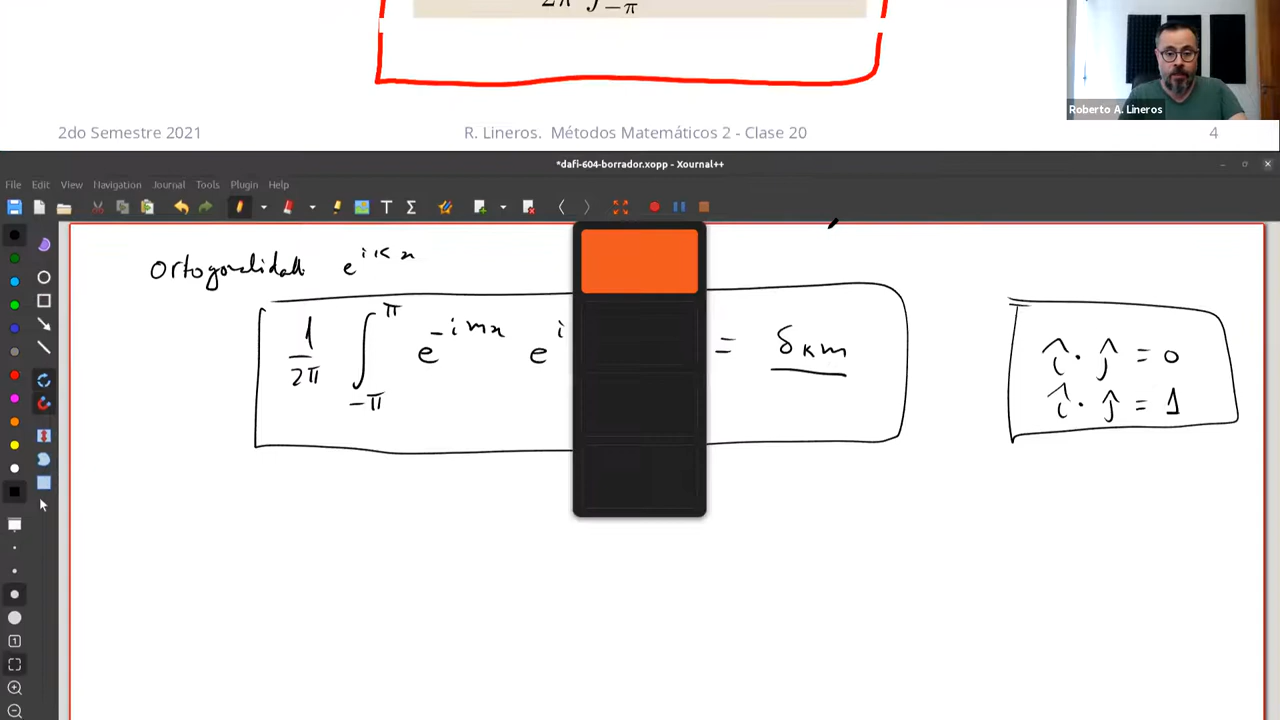 2π ∫−π
Roberto A. Lineros
2do Semestre 2021
R. Lineros. Métodos Matemáticos 2 - Clase 20
4
*dafi-604-borrador.xopp - Xournal++
File Edit View Navigation Journal Tools Plugin Help
Ortogonalidad e^{iKx}
1/2π ∫_{-π}^{π} e^{-imx} e^{i = δ_{Km}
î · ĵ = 0
î · ĵ = 1